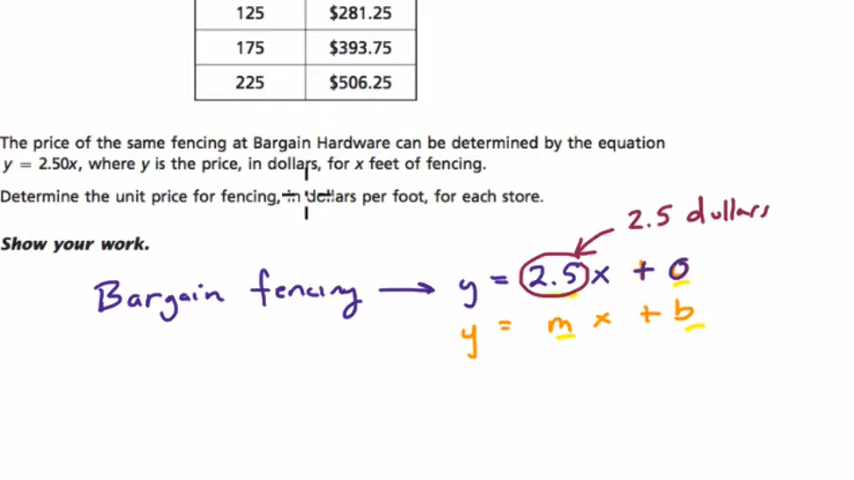 125 $281.25
175 $393.75
225 $506.25
The price of the same fencing at Bargain Hardware can be determined by the equation
y = 2.50x, where y is the price, in dollars, for x feet of fencing.
Determine the unit price for fencing, in dollars per foot, for each store.
Show your work.
2.5 dollars
Bargain fencing → y = 2.5x + 0
y = mx + b